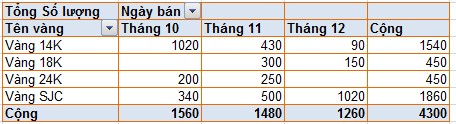 Tổng Số lượng Ngày bán
Tên vàng Tháng 10 Tháng 11 Tháng 12 Cộng
Vàng 14K 1020 430 90 1540
Vàng 18K 300 150 450
Vàng 24K 200 250 450
Vàng SJC 340 500 1020 1860
Cộng 1560 1480 1260 4300